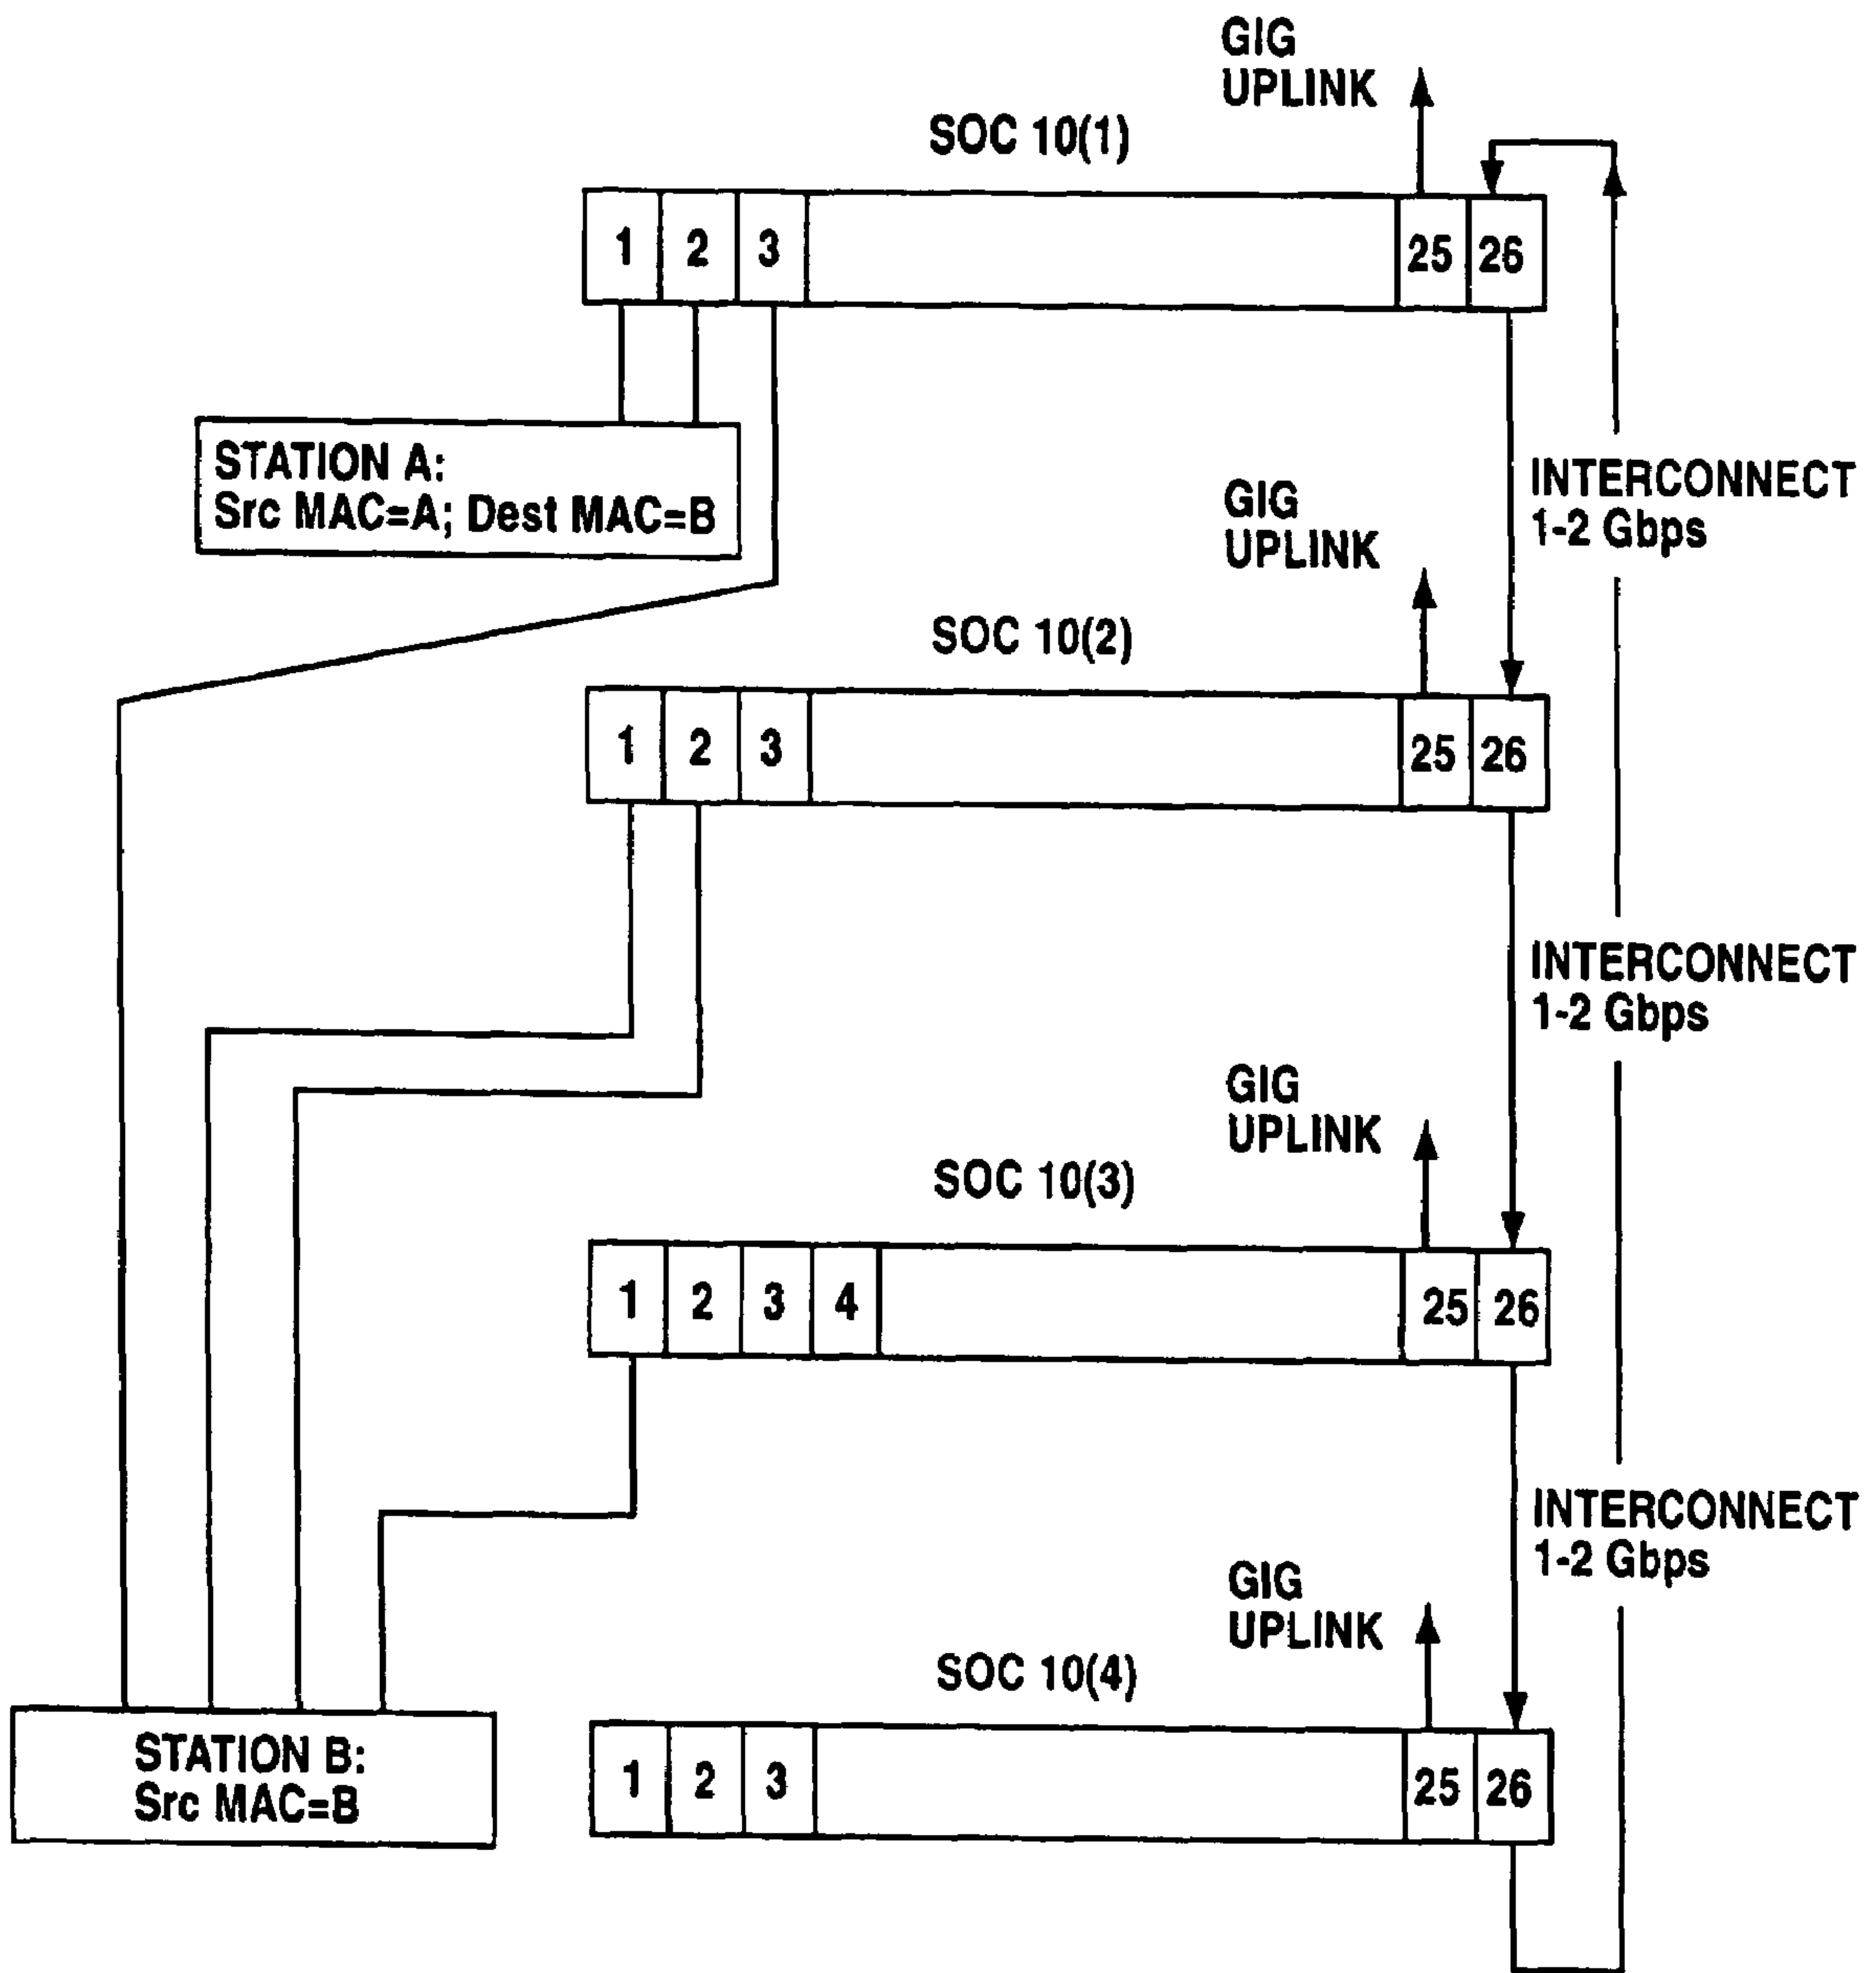 GIG
UPLINK
SOC 10(1)
1 2 3 25 26
STATION A:
Src MAC=A; Dest MAC=B
INTERCONNECT
1-2 Gbps
GIG
UPLINK
SOC 10(2)
1 2 3 25 26
INTERCONNECT
1-2 Gbps
GIG
UPLINK
SOC 10(3)
1 2 3 4 25 26
INTERCONNECT
1-2 Gbps
GIG
UPLINK
SOC 10(4)
STATION B:
Src MAC=B
1 2 3 25 26